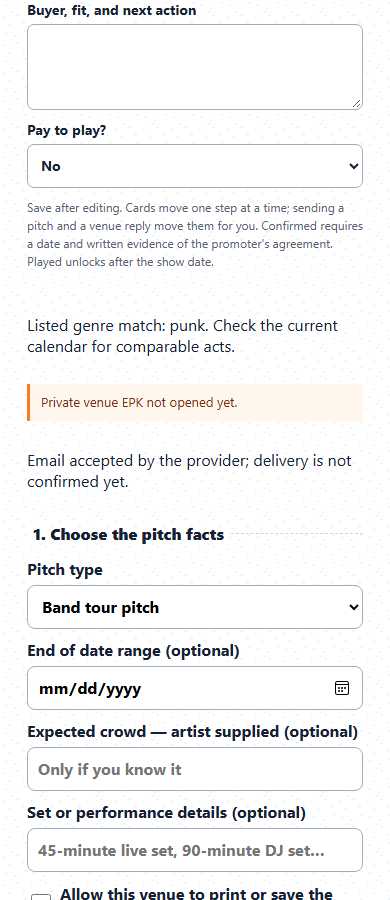 Buyer, fit, and next action
Pay to play?
No
Save after editing. Cards move one step at a time; sending a
pitch and a venue reply move them for you. Confirmed requires
a date and written evidence of the promoter's agreement.
Played unlocks after the show date.
Listed genre match: punk. Check the current
calendar for comparable acts.
Private venue EPK not opened yet.
Email accepted by the provider; delivery is not
confirmed yet.
1. Choose the pitch facts
Pitch type
Band tour pitch
End of date range (optional)
mm/dd/yyyy
Expected crowd — artist supplied (optional)
Only if you know it
Set or performance details (optional)
45-minute live set, 90-minute DJ set...
Allow this venue to print or save the